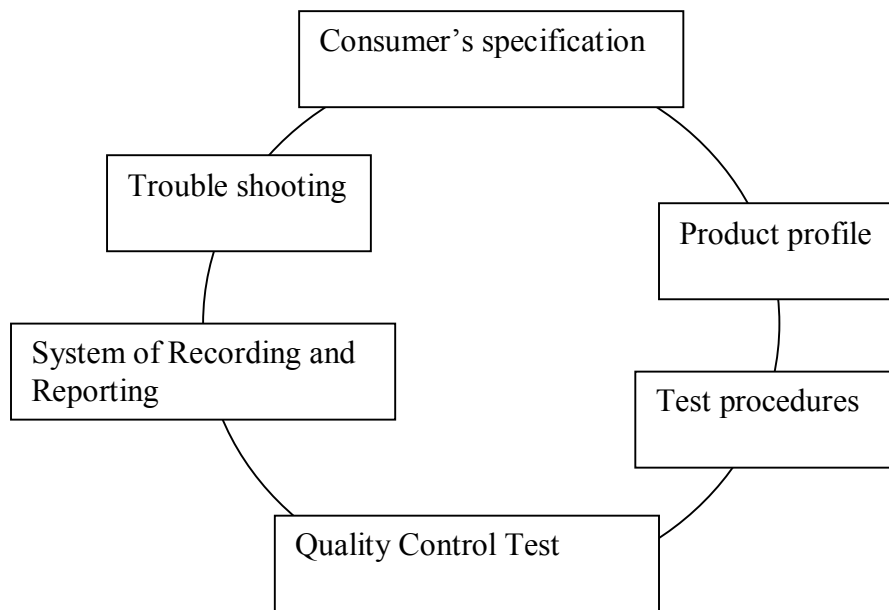 Consumer’s specification
Trouble shooting
Product profile
System of Recording and
Reporting
Test procedures
Quality Control Test